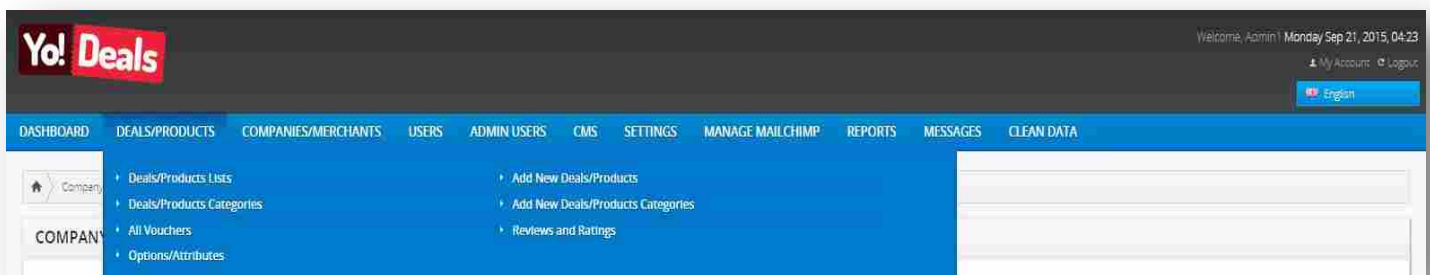 Yo! Deals
Welcome, Admin1 Monday Sep 21, 2015, 04:23
My Account Logout
English
DASHBOARD DEALS/PRODUCTS COMPANIES/MERCHANTS USERS ADMIN USERS CMS SETTINGS MANAGE MAILCHIMP REPORTS MESSAGES CLEAN DATA
Deals/Products Lists Add New Deals/Products
Company
Deals/Products Categories Add New Deals/Products Categories
COMPANY
All Vouchers Reviews and Ratings
Options/Attributes